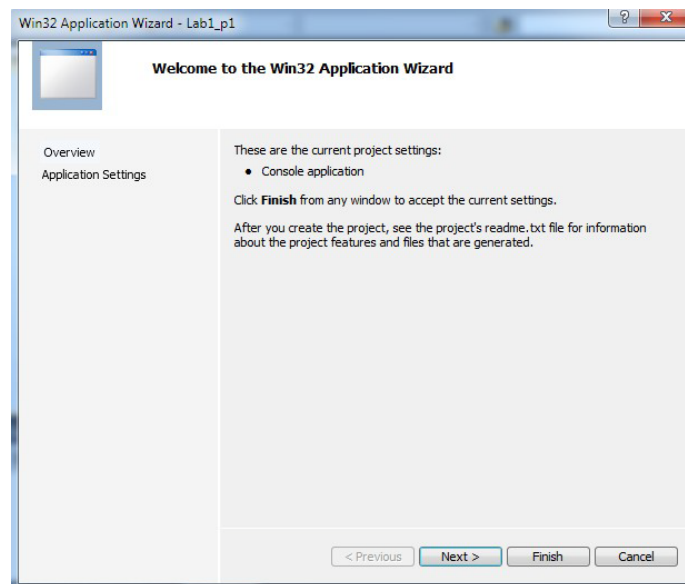 Win32 Application Wizard - Lab1_p1
Welcome to the Win32 Application Wizard
Overview
Application Settings
These are the current project settings:
• Console application
Click Finish from any window to accept the current settings.
After you create the project, see the project's readme.txt file for information
about the project features and files that are generated.
< Previous
Next >
Finish
Cancel